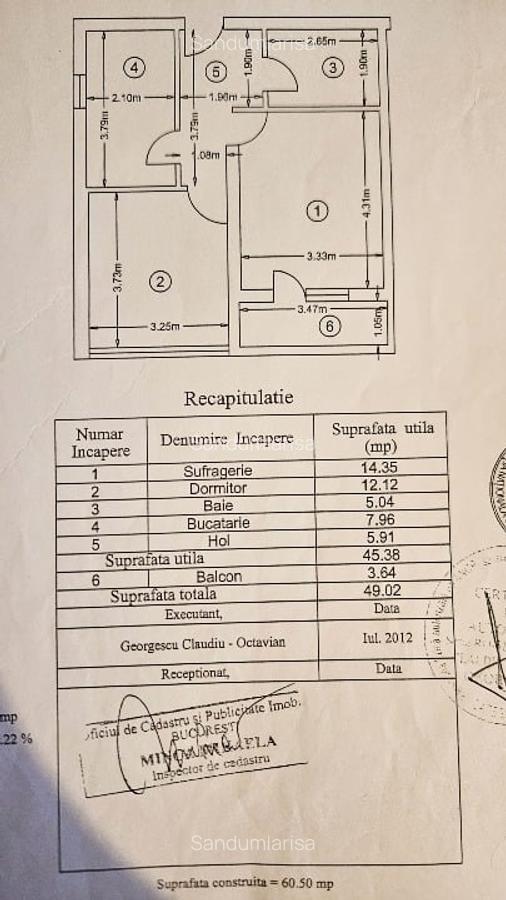 Sandumlarisa
4
5
2.65m
3
1.90m
1.90m
2.10m
1.96m
3.79m
3.79m
.08m
1
4.31m
3.33m
3.73m
2
3.25m
3.47m
6
1.05m
Recapitulatie
Numar Incapere Denumire Incapere Suprafata utila (mp)
Sandumlarisa
1 Sufragerie 14.35
2 Dormitor 12.12
3 Baie 5.04
4 Bucatarie 7.96
5 Hol 5.91
Suprafata utila 45.38
6 Balcon 3.64
Suprafata totala 49.02
Executant, Data
Georgescu Claudiu - Octavian Iul. 2012
Receptionat, Data
mp
.22 %
ficiul de Cadastru și Publicitate Imob.
BUCUREȘTI
Inspector de cadastru
Sandumlarisa
Suprafata construita = 60.50 mp